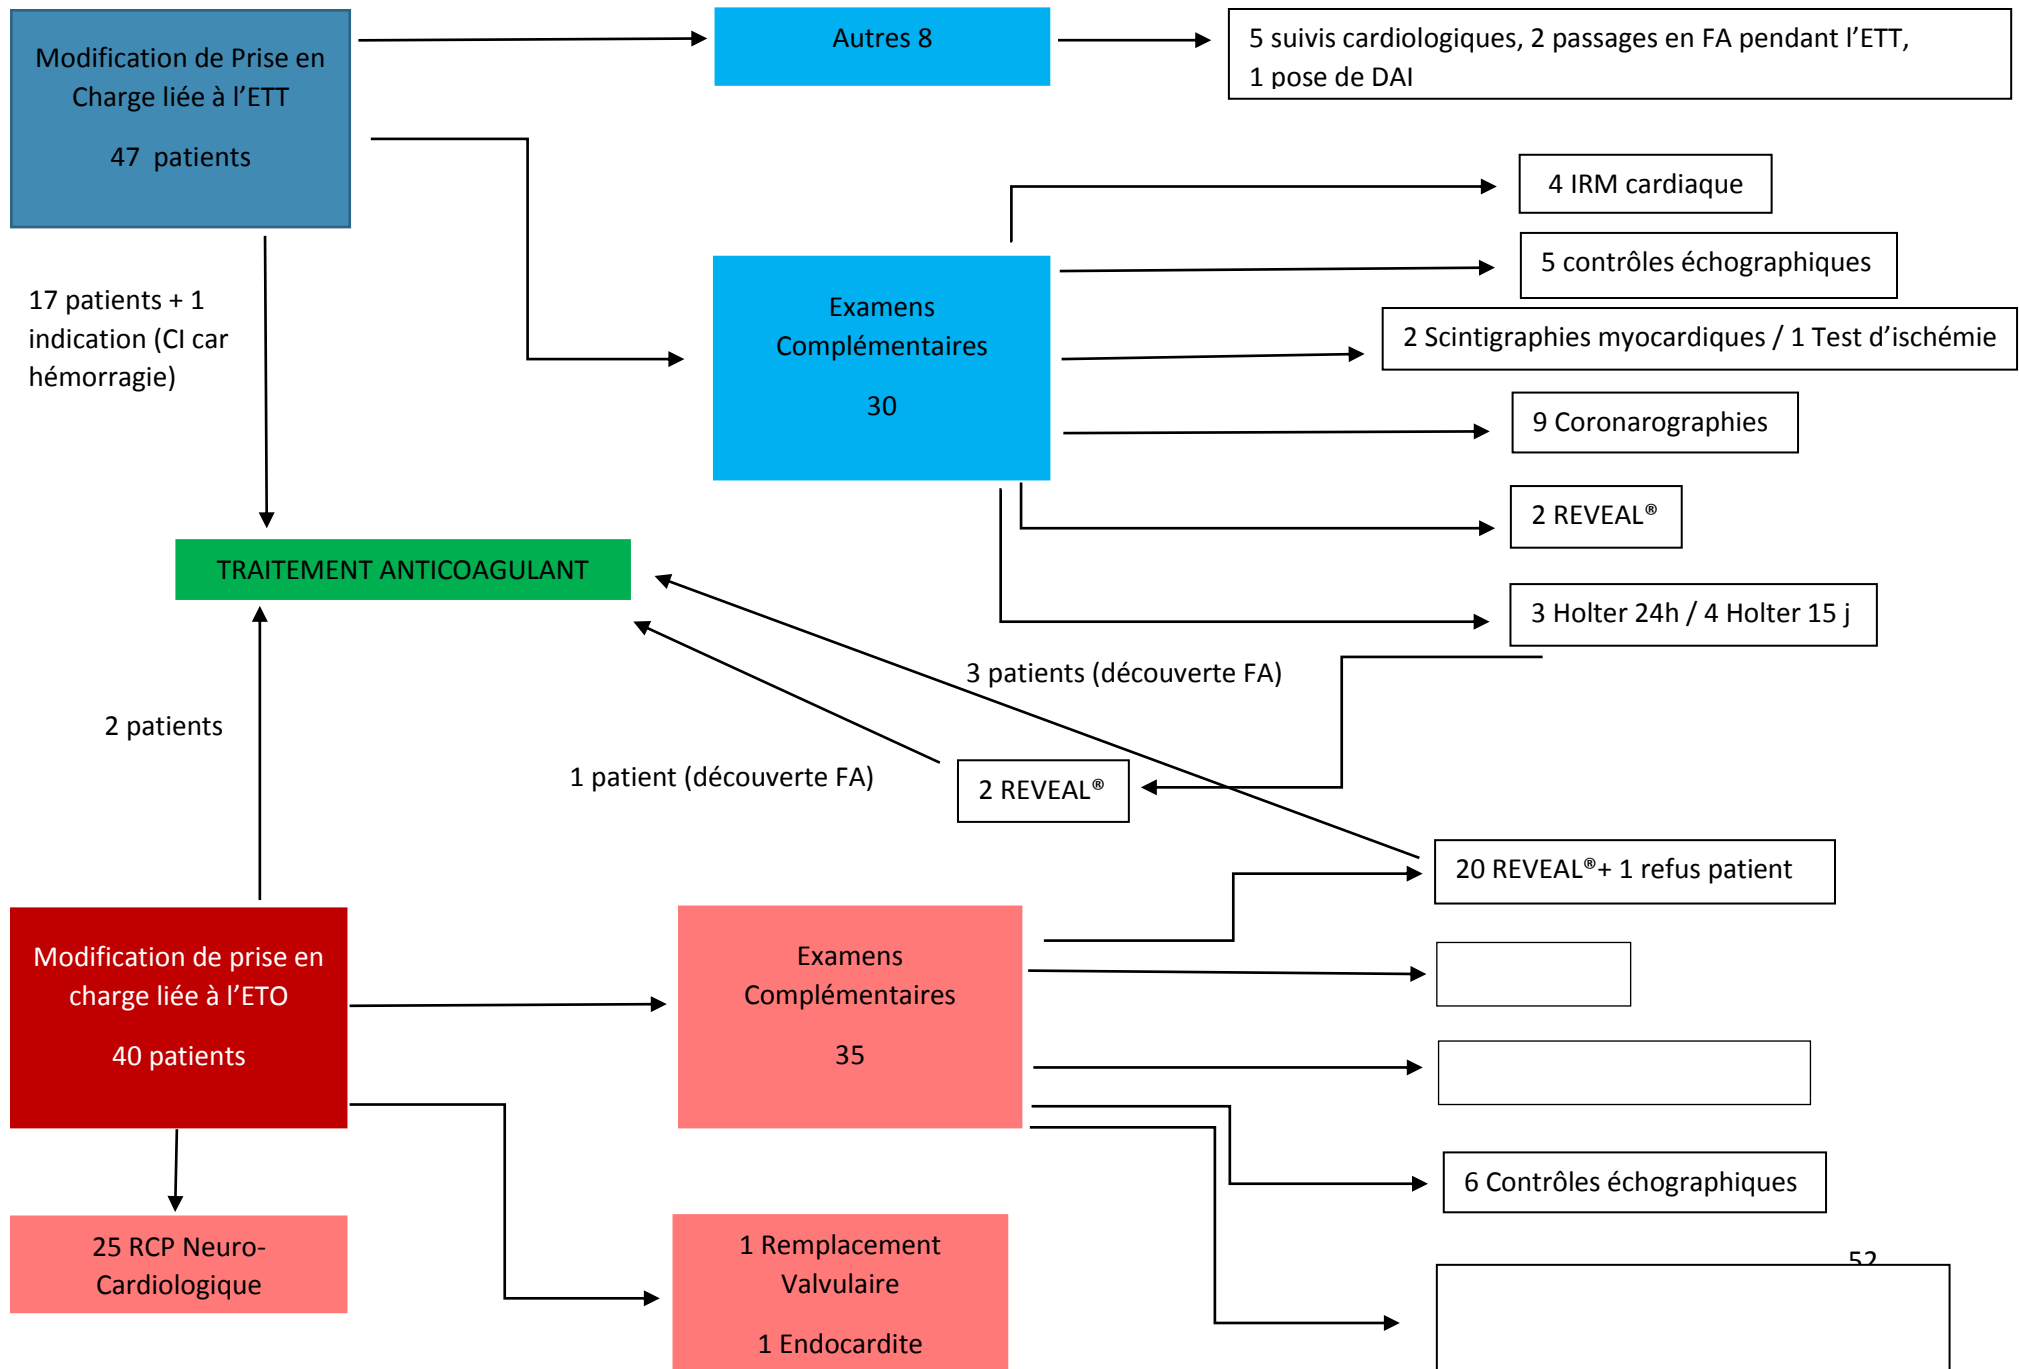 Modification de Prise en
Charge liée à l’ETT
47 patients
Autres 8
5 suivis cardiologiques, 2 passages en FA pendant l’ETT,
1 pose de DAI
4 IRM cardiaque
5 contrôles échographiques
Examens
Complémentaires
30
2 Scintigraphies myocardiques / 1 Test d’ischémie
9 Coronarographies
2 REVEAL®
3 Holter 24h / 4 Holter 15 j
17 patients + 1
indication (CI car
hémorragie)
TRAITEMENT ANTICOAGULANT
3 patients (découverte FA)
2 patients
1 patient (découverte FA)
2 REVEAL®
20 REVEAL®+ 1 refus patient
Modification de prise en
charge liée à l’ETO
40 patients
Examens
Complémentaires
35
6 Contrôles échographiques
25 RCP Neuro-
Cardiologique
1 Remplacement
Valvulaire
1 Endocardite
52